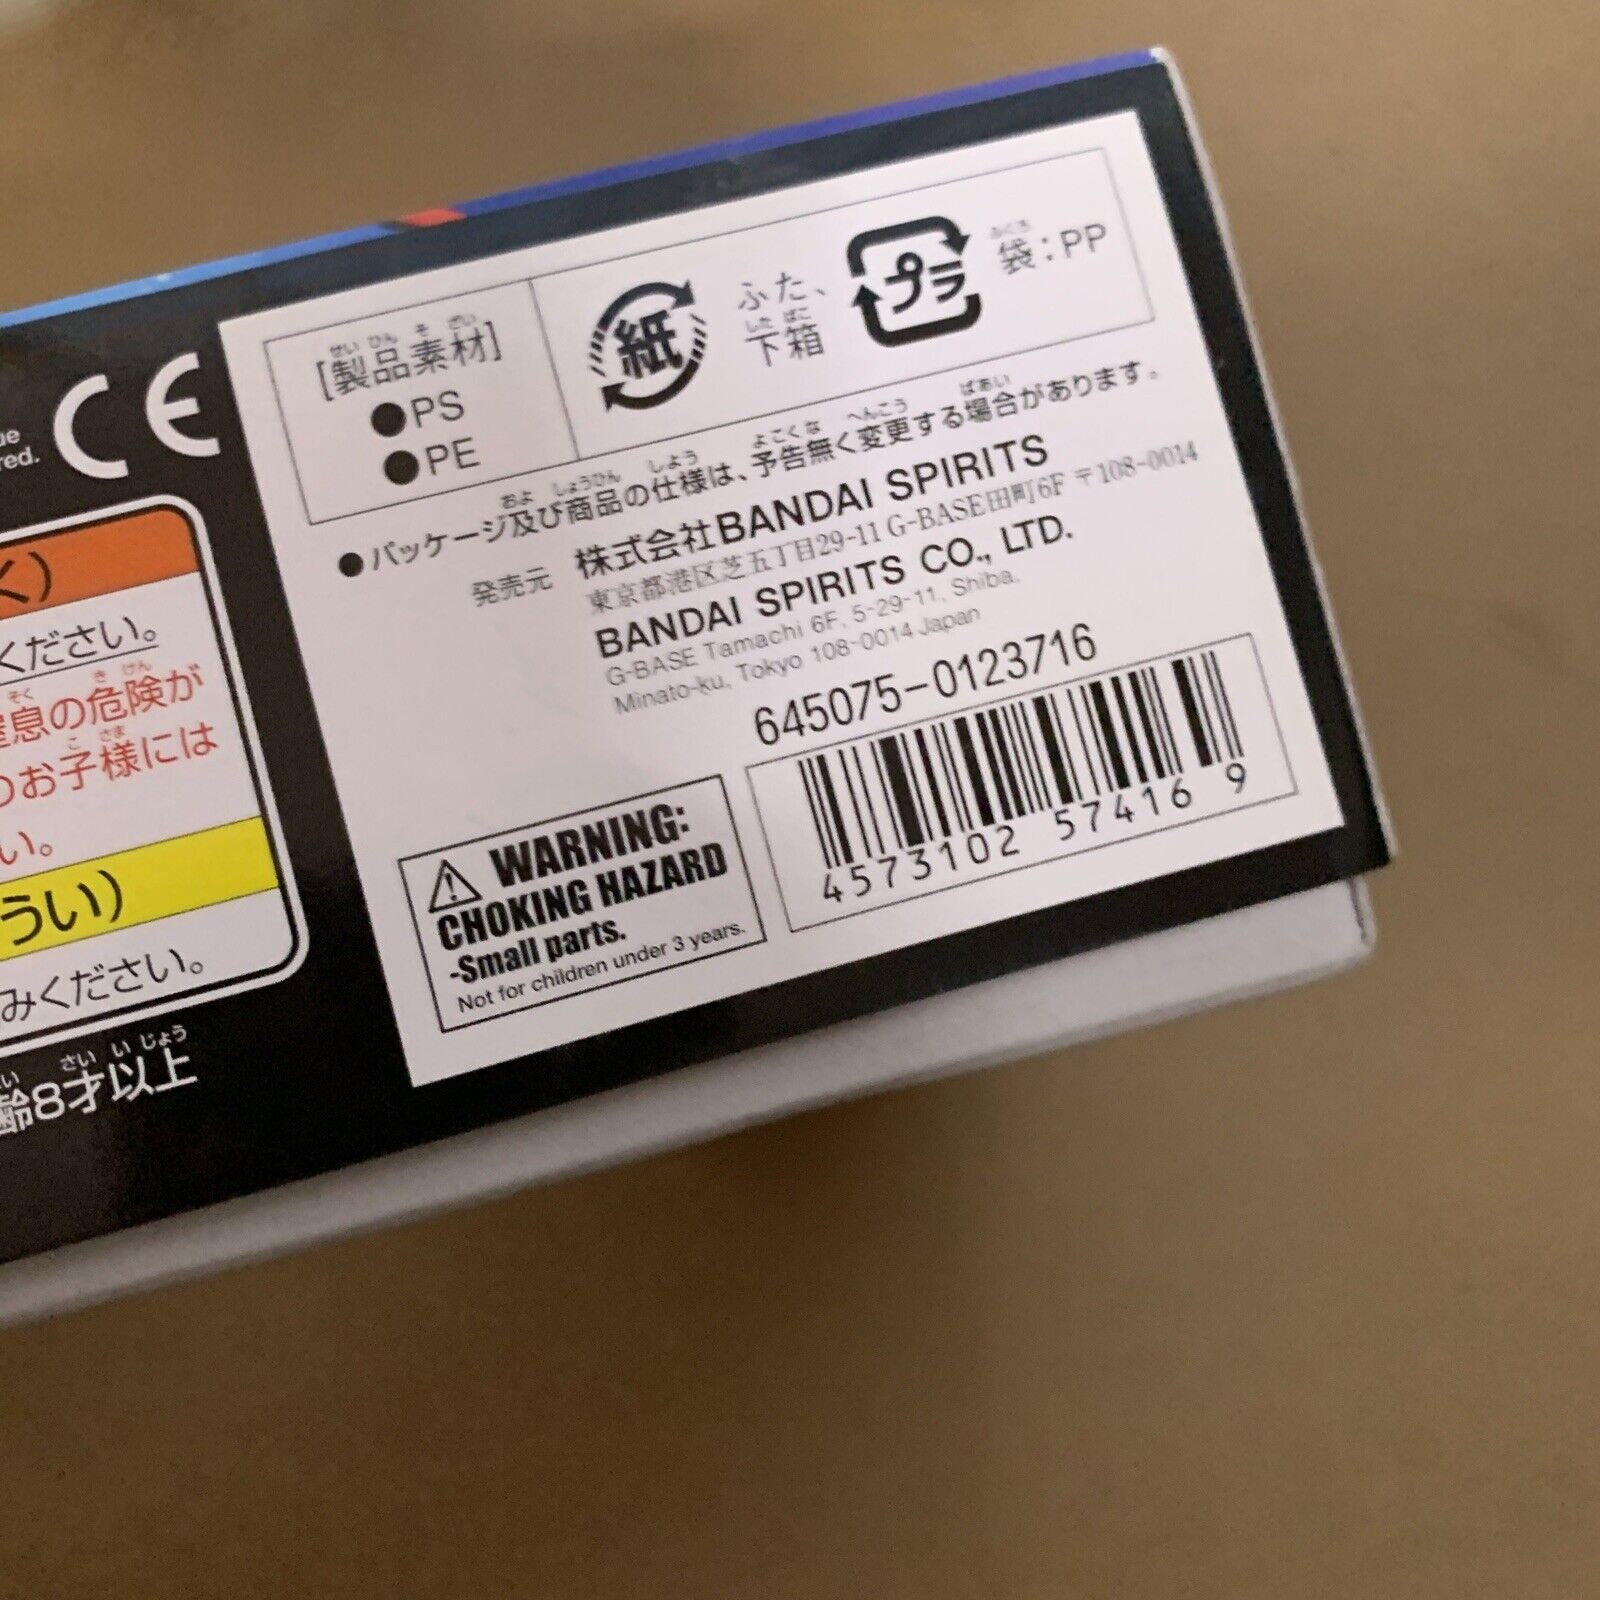 [製品素材]
●PS
●PE
紙
ふた、
下箱
プラ
袋:PP
●パッケージ及び商品の仕様は、予告無く変更する場合があります。
発売元
株式会社BANDAI SPIRITS
東京都港区芝五丁目29-11 G-BASE田町6F 〒108-0014
BANDAI SPIRITS CO., LTD.
G-BASE Tamachi 6F, 5-29-11, Shiba,
Minato-ku, Tokyo 108-0014 Japan
645075-0123716
4573102 574169
WARNING:
CHOKING HAZARD
-Small parts.
Not for children under 3 years.
CE
く)
ください。
窒息の危険が
のお子様には
い。
うい)
みください。
齢8才以上